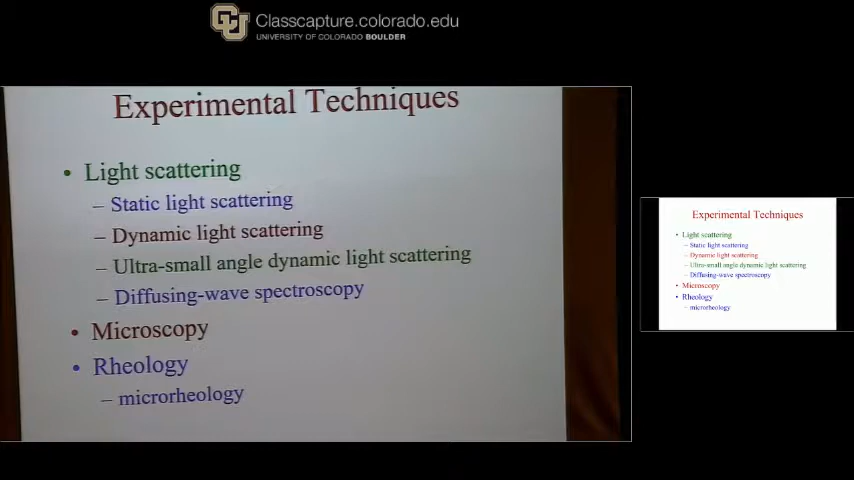 CU
Classcapture.colorado.edu
UNIVERSITY OF COLORADO BOULDER
Experimental Techniques
• Light scattering
– Static light scattering
– Dynamic light scattering
– Ultra-small angle dynamic light scattering
– Diffusing-wave spectroscopy
• Microscopy
• Rheology
– microrheology
Experimental Techniques
• Light scattering
– Static light scattering
– Dynamic light scattering
– Ultra-small angle dynamic light scattering
– Diffusing-wave spectroscopy
• Microscopy
• Rheology
– microrheology